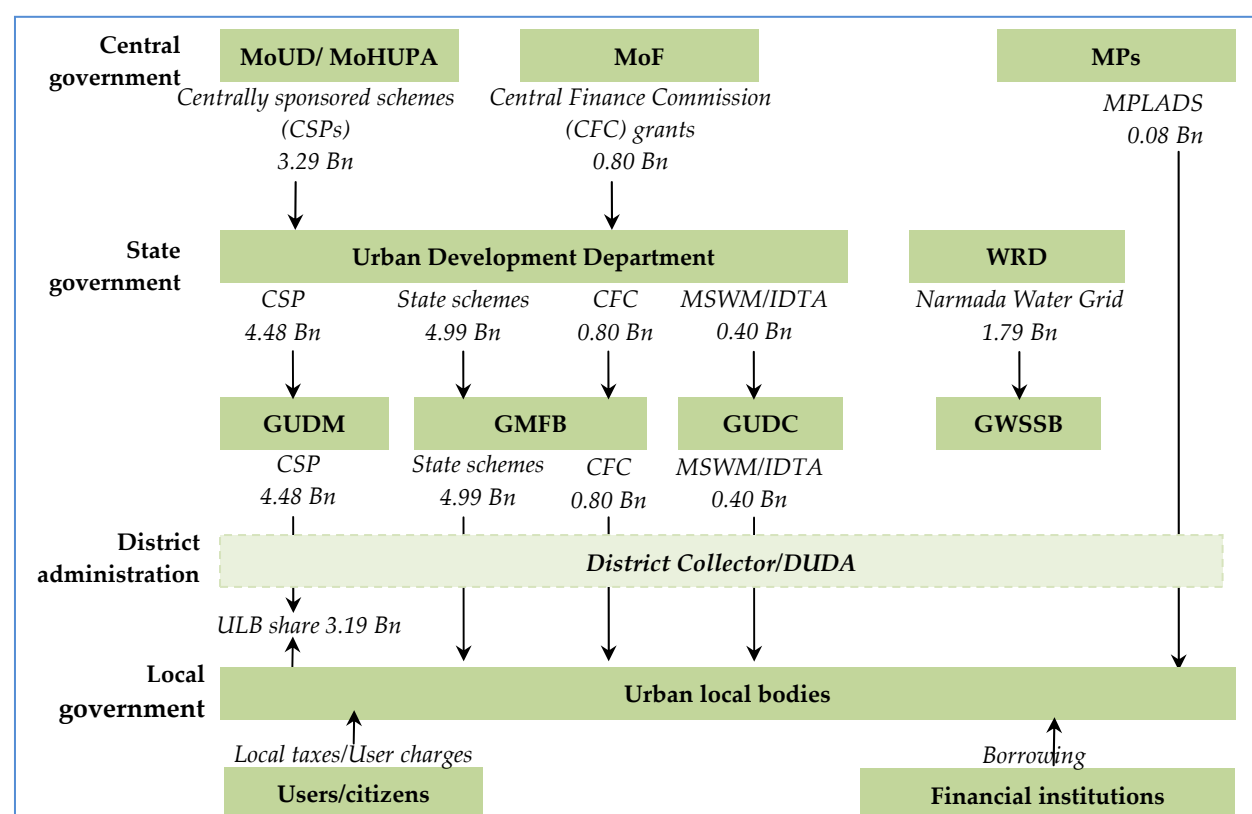 Central
government
MoUD/ MoHUPA
MoF
MPs
Centrally sponsored schemes
(CSPs)
3.29 Bn
Central Finance Commission
(CFC) grants
0.80 Bn
MPLADS
0.08 Bn
State
government
Urban Development Department
WRD
CSP
4.48 Bn
State schemes
4.99 Bn
CFC
0.80 Bn
MSWM/IDTA
0.40 Bn
Narmada Water Grid
1.79 Bn
GUDM
GMFB
GUDC
GWSSB
CSP
4.48 Bn
State schemes
4.99 Bn
CFC
0.80 Bn
MSWM/IDTA
0.40 Bn
District
administration
District Collector/DUDA
ULB share 3.19 Bn
Local
government
Urban local bodies
Local taxes/User charges
Borrowing
Users/citizens
Financial institutions